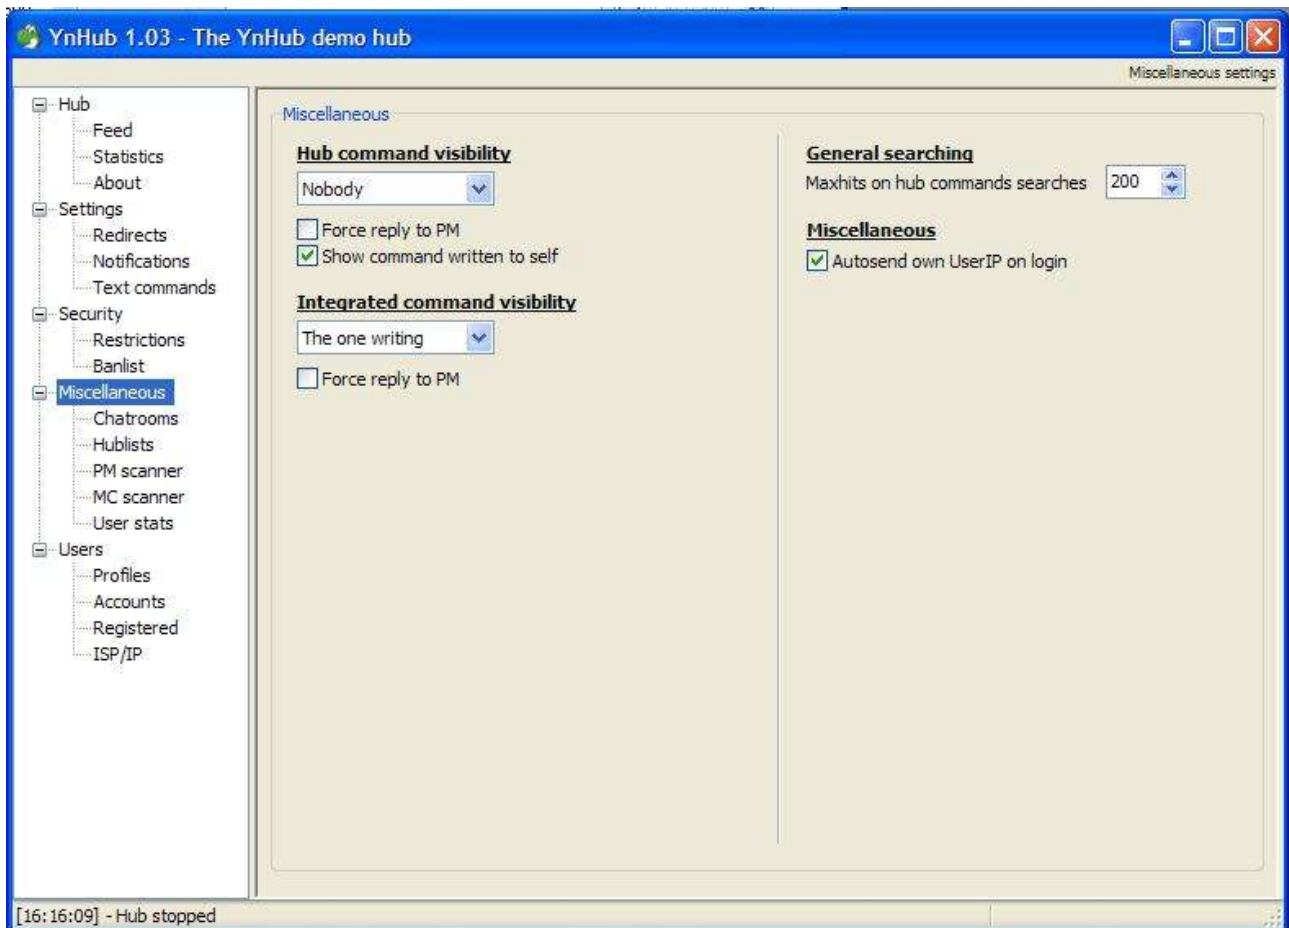 YnHub 1.03 - The YnHub demo hub
Miscellaneous settings
Hub
Feed
Statistics
About
Settings
Redirects
Notifications
Text commands
Security
Restrictions
Banlist
Miscellaneous
Chatrooms
Hublists
PM scanner
MC scanner
User stats
Users
Profiles
Accounts
Registered
ISP/IP
Miscellaneous
Hub command visibility
Nobody
Force reply to PM
Show command written to self
Integrated command visibility
The one writing
Force reply to PM
General searching
Maxhits on hub commands searches 200
Miscellaneous
Autosend own UserIP on login
[16:16:09] - Hub stopped